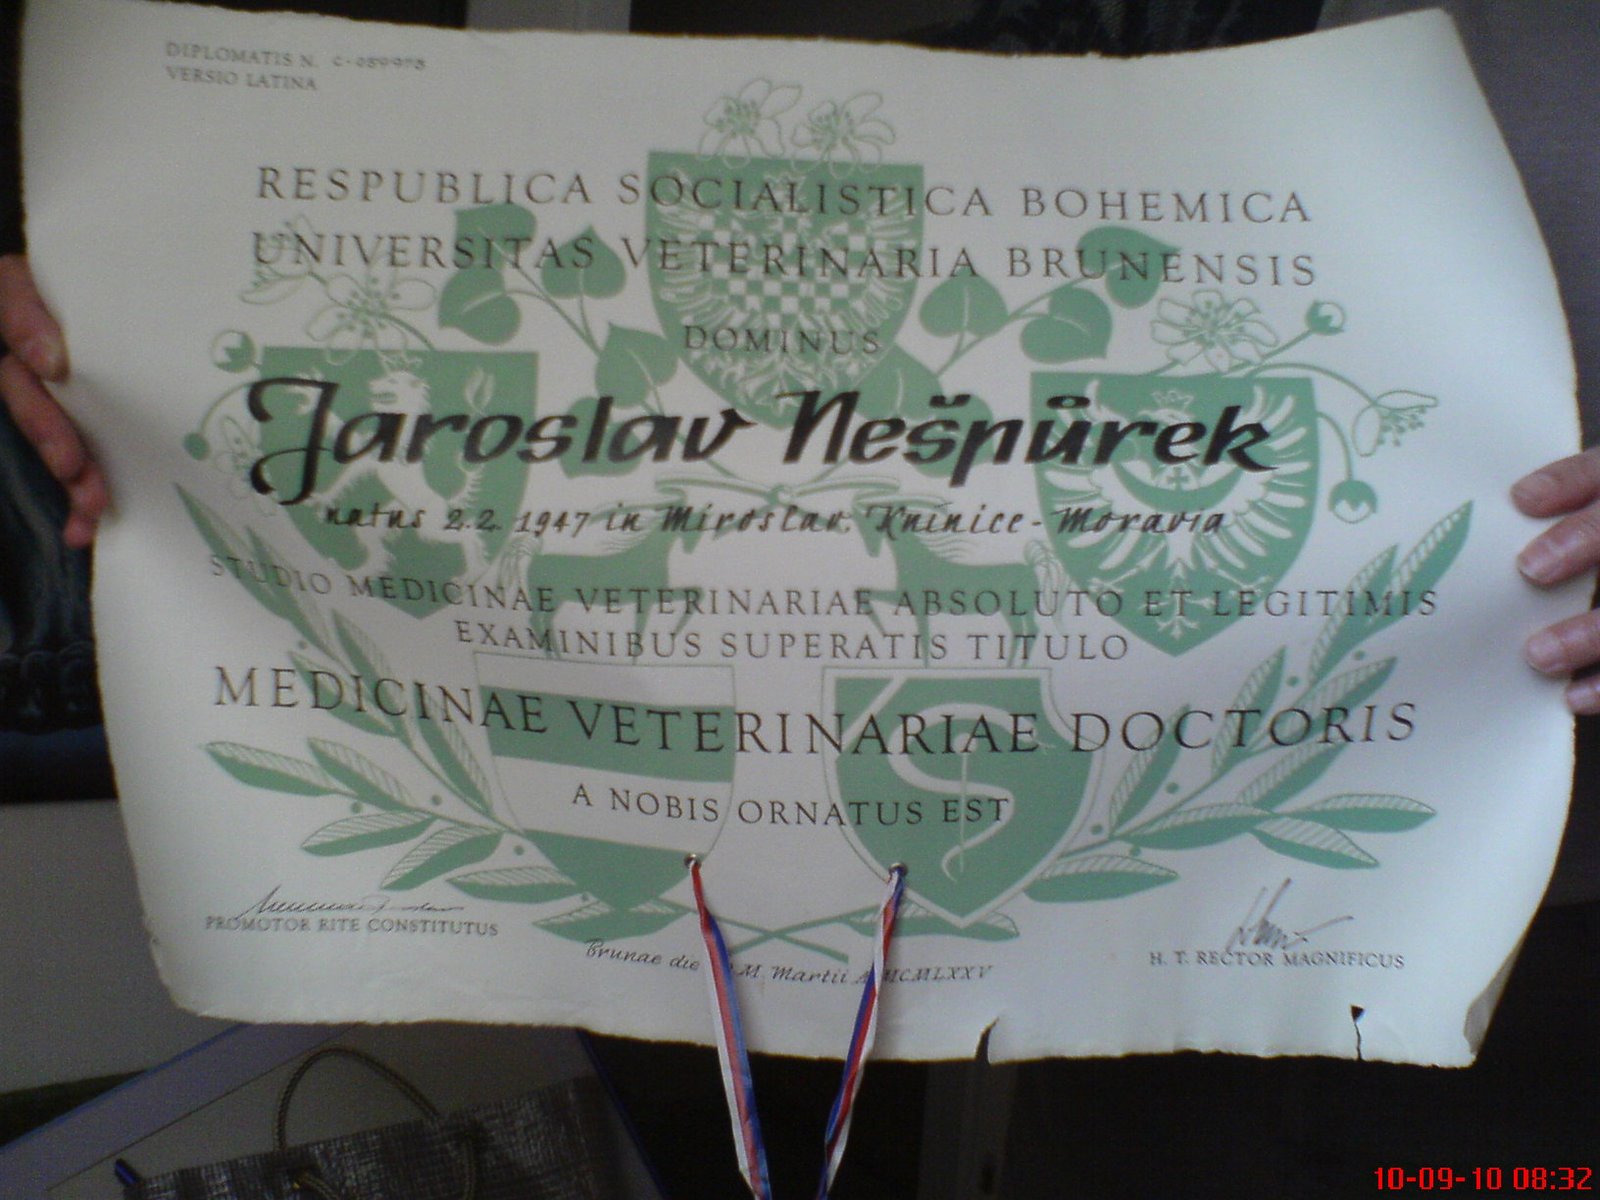 DIPLOMATIS N.
VERSIO LATINA
RESPUBLICA SOCIALISTICA BOHEMICA
UNIVERSITAS VETERINARIA BRUNENSIS
DOMINUS
Jaroslav Nešpůrek
natus 2.2. 1947 in Miroslav. Knínice - Moravia
STUDIO MEDICINAE VETERINARIAE ABSOLUTO ET LEGITIMIS
EXAMINIBUS SUPERATIS TITULO
MEDICINAE VETERINARIAE DOCTORIS
A NOBIS ORNATUS EST
PROMOTOR RITE CONSTITUTUS
H. T. RECTOR MAGNIFICUS
Brunae die M. Martii A. MCMLXXV
10-09-10 08:32